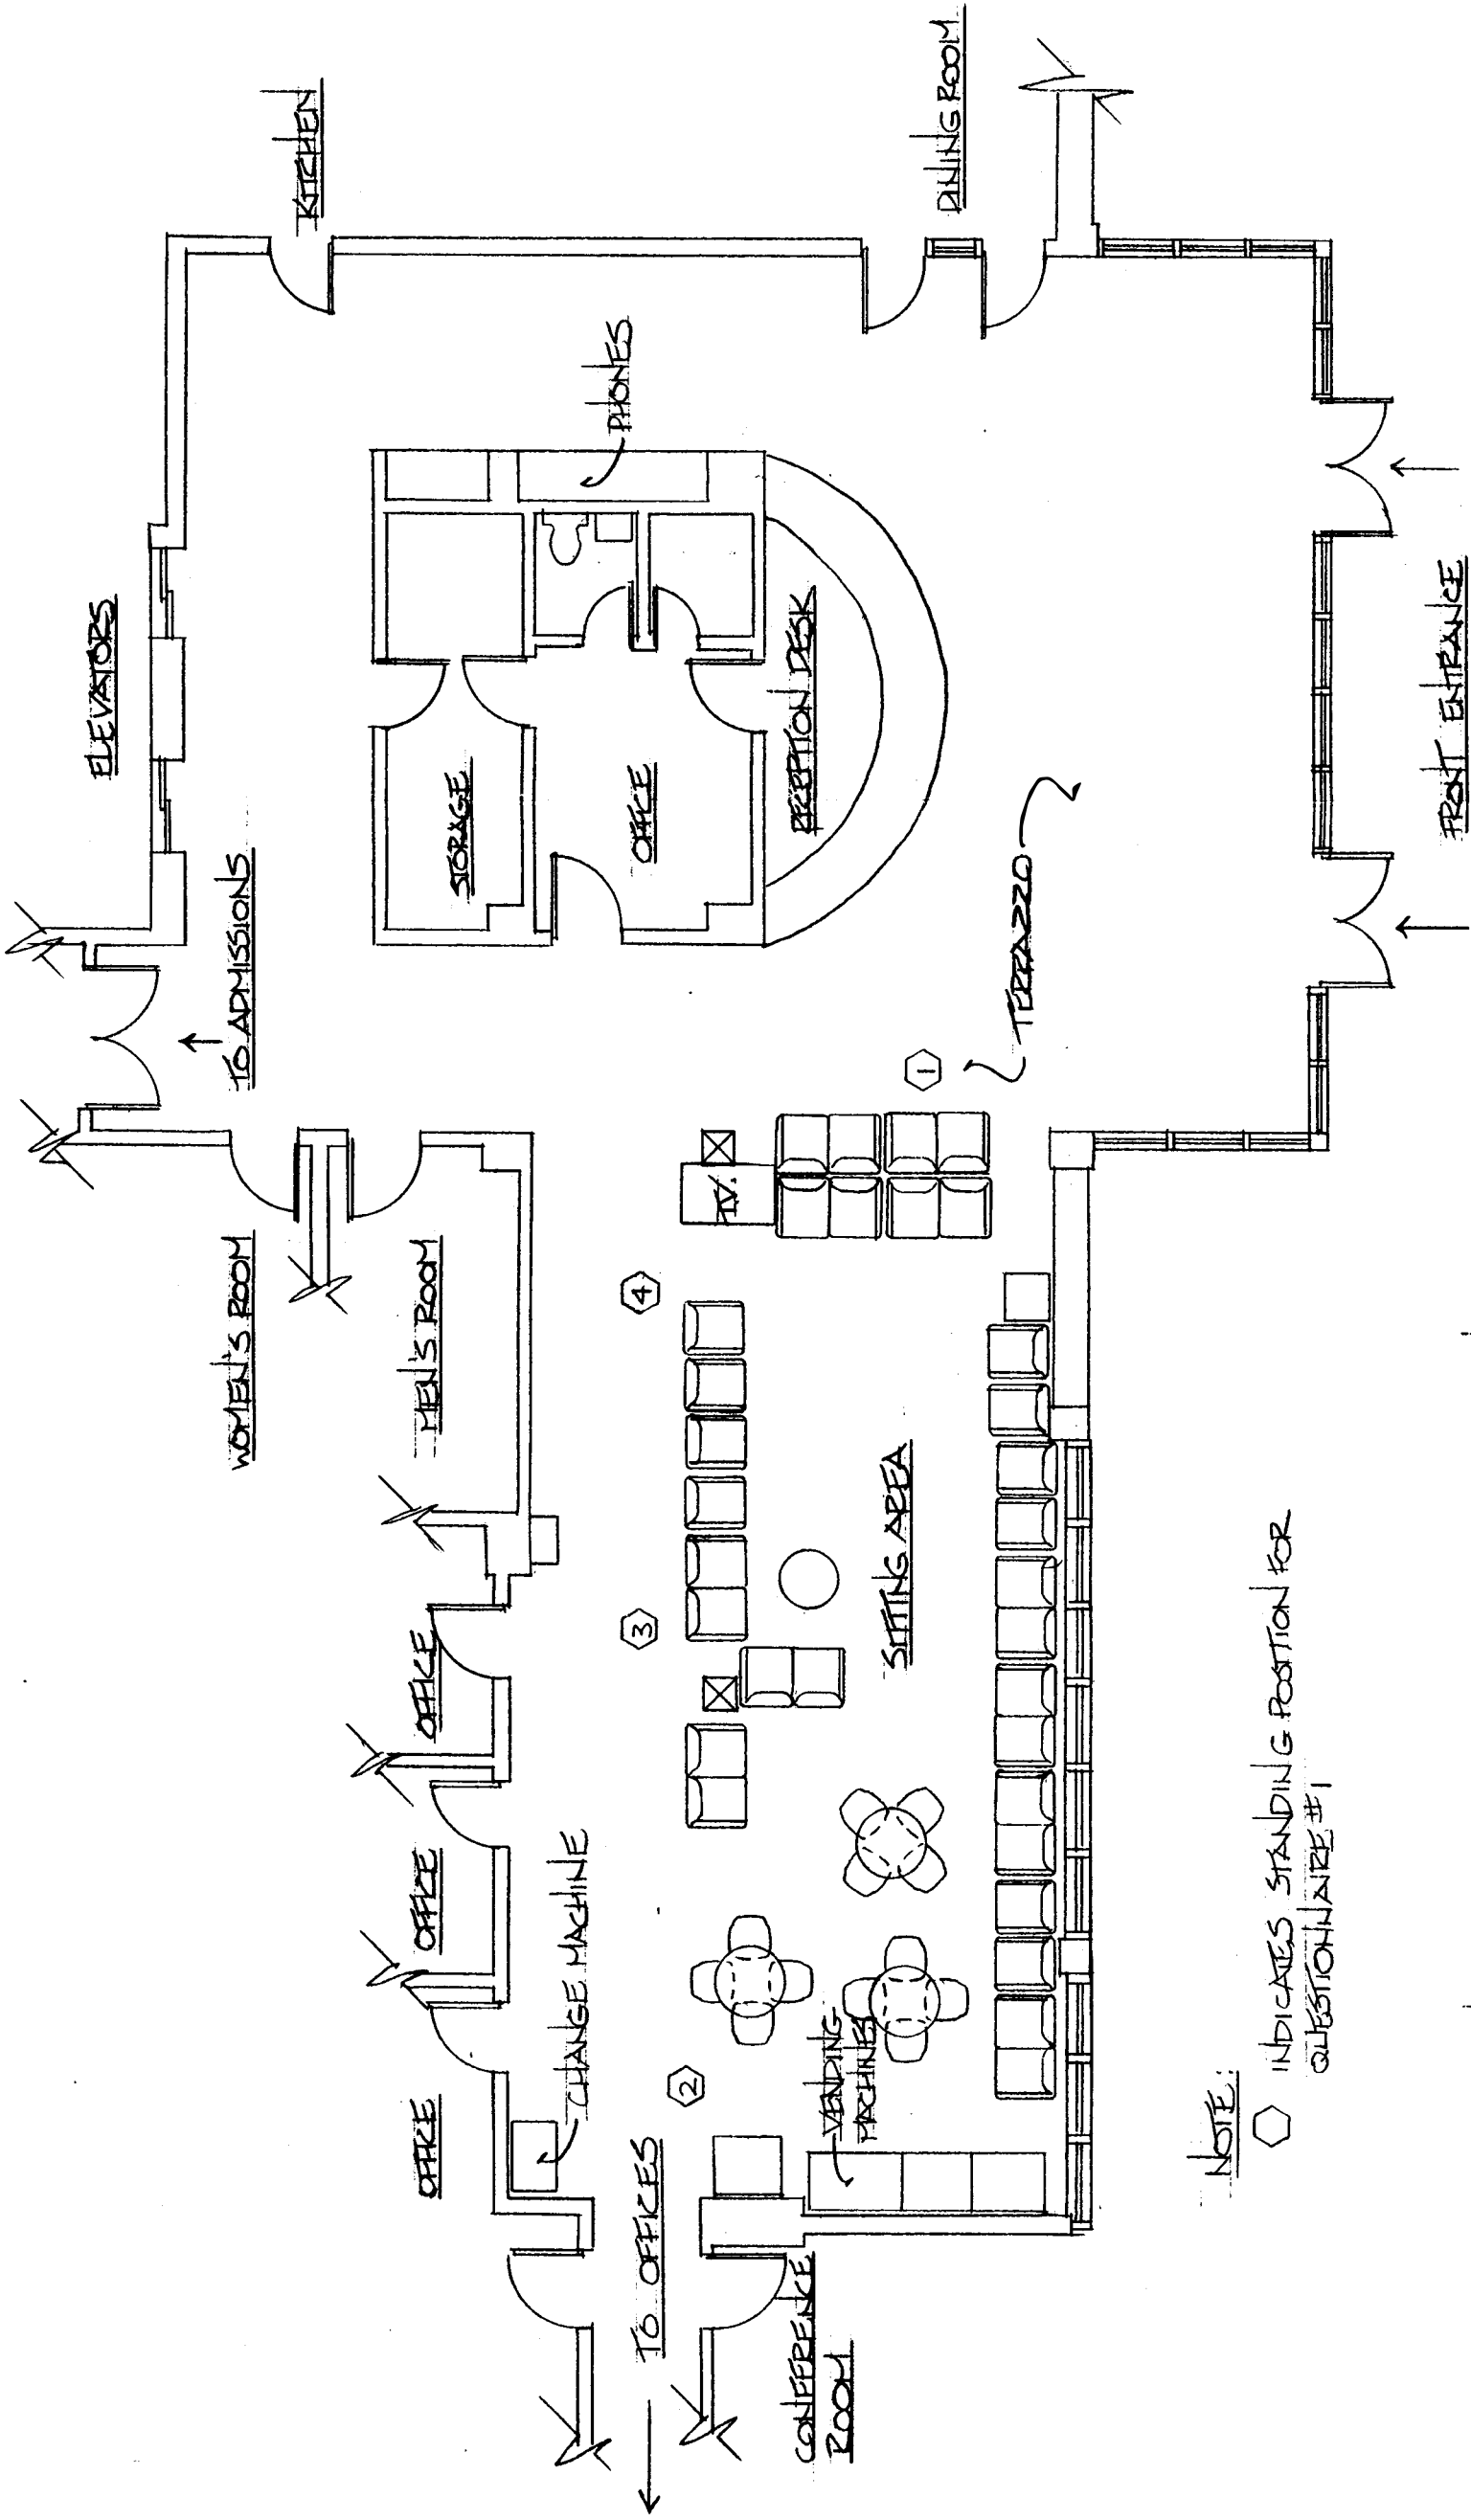 KITCHEN
DINING ROOM
PHONES
ELEVATORS
RECEPTION DESK
STORAGE
OFFICE
FRONT ENTRANCE
TO ADMISSIONS
TERRAZZO
1
WOMEN'S ROOM
MEN'S ROOM
T.V.
4
SITTING AREA
3
OFFICE
OFFICE
OFFICE
CHANGE MACHINE
2
VENDING
MACHINES
TO OFFICES
CONFERENCE
ROOM
NOTE:
INDICATES STANDING POSITION FOR
QUESTIONNAIRE #1